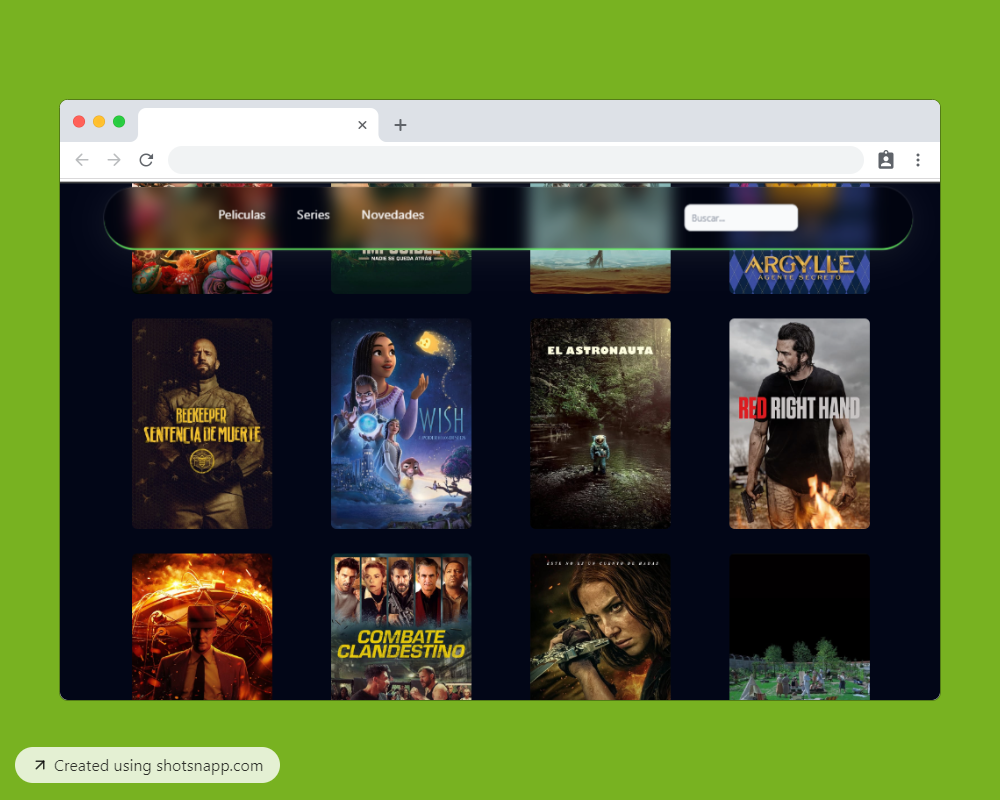 Peliculas Series Novedades Buscar...
NADIE SE QUEDA ATRÁS
ARGYLLE
AGENTE SECRETO
BEEKEEPER
SENTENCIA DE MUERTE
WISH
EL ASTRONAUTA
RED RIGHT HAND
COMBATE
CLANDESTINO
ESTE NO ES UN CUENTO DE HADAS
Created using shotsnapp.com